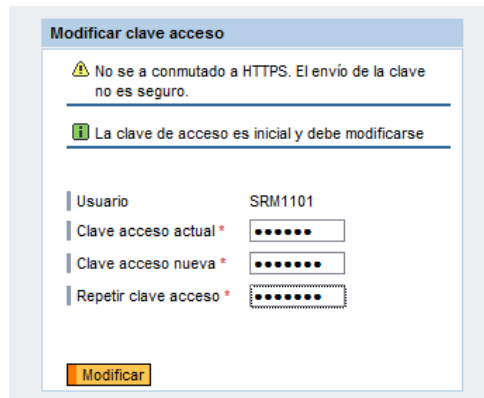 Modificar clave acceso
No se a conmutado a HTTPS. El envío de la clave
no es seguro.
La clave de acceso es inicial y debe modificarse
Usuario SRM1101
Clave acceso actual * ●●●●●●
Clave acceso nueva * ●●●●●●●
Repetir clave acceso * ●●●●●●●
Modificar